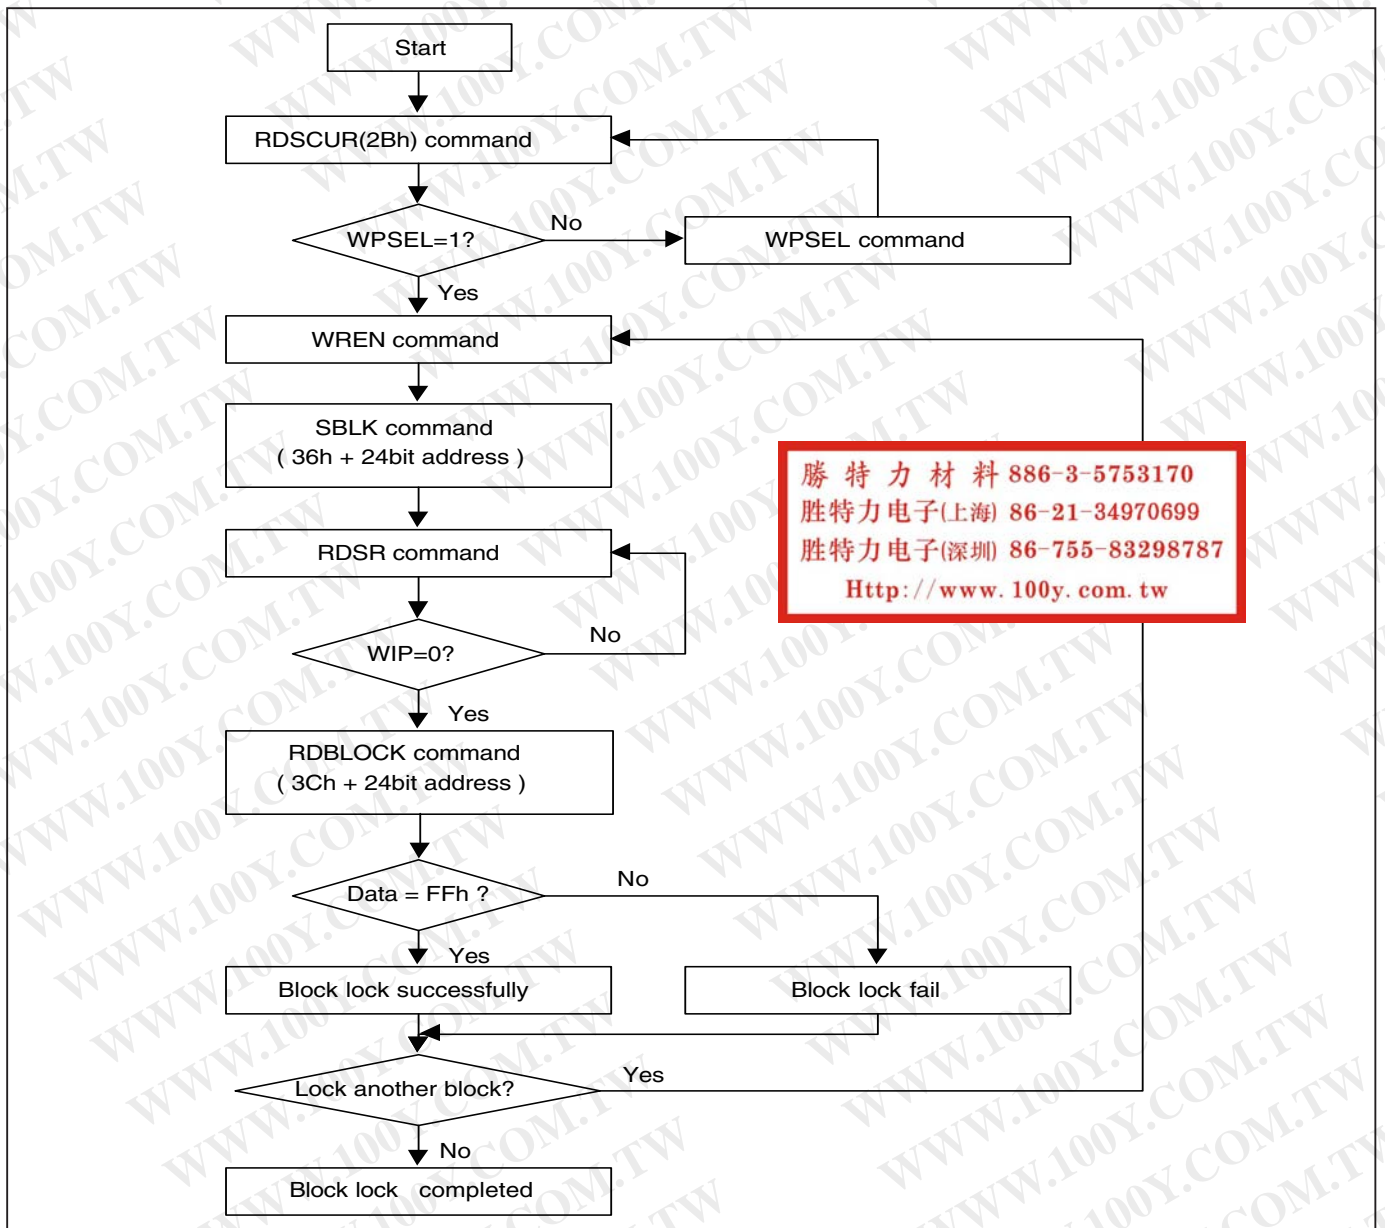 Start
RDSCUR(2Bh) command
WPSEL=1?
No
WPSEL command
Yes
WREN command
SBLK command
( 36h + 24bit address )
RDSR command
WIP=0?
No
Yes
RDBLOCK command
( 3Ch + 24bit address )
Data = FFh ?
No
Yes
Block lock successfully
Block lock fail
Lock another block?
Yes
No
Block lock completed
勝 特 力 材 料 886-3-5753170
胜特力电子(上海) 86-21-34970699
胜特力电子(深圳) 86-755-83298787
Http://www.100y.com.tw
WWW.100Y.COM.TW